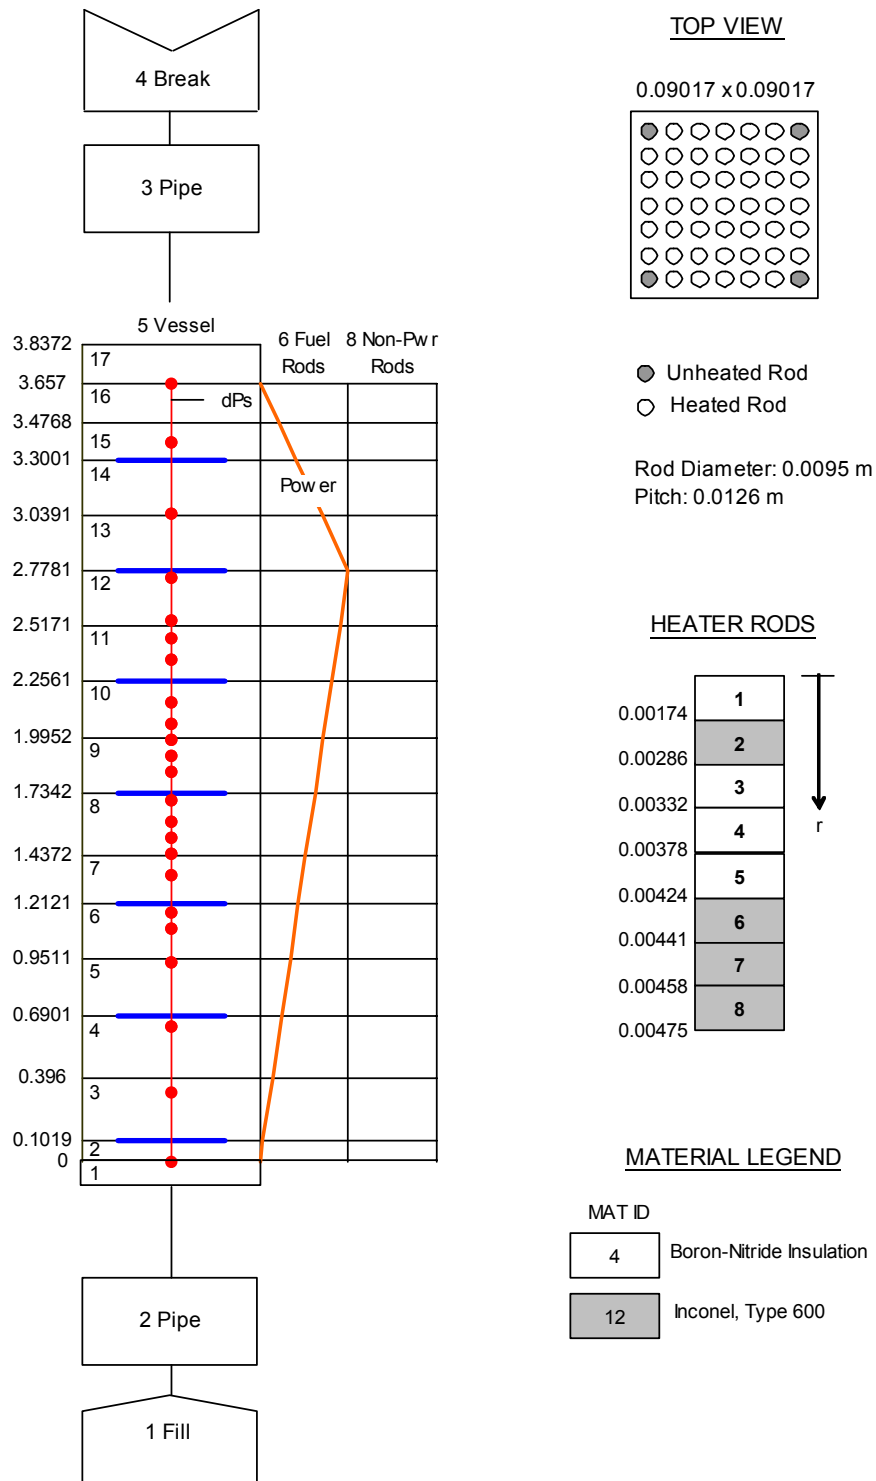 4 Break
3 Pipe
5 Vessel
6 Fuel
Rods
8 Non-Pwr
Rods
3.8372
17
3.657
16
dPs
3.4768
15
3.3001
14
Power
3.0391
13
2.7781
12
2.5171
11
2.2561
10
1.9952
9
1.7342
8
1.4372
7
1.2121
6
0.9511
5
0.6901
4
0.396
3
0.1019
2
0
1
2 Pipe
1 Fill
TOP VIEW
0.09017 x 0.09017
Unheated Rod
Heated Rod
Rod Diameter: 0.0095 m
Pitch: 0.0126 m
HEATER RODS
1
0.00174
2
0.00286
3
0.00332
4
0.00378
5
0.00424
6
0.00441
7
0.00458
8
0.00475
r
MATERIAL LEGEND
MAT ID
4
Boron-Nitride Insulation
12
Inconel, Type 600